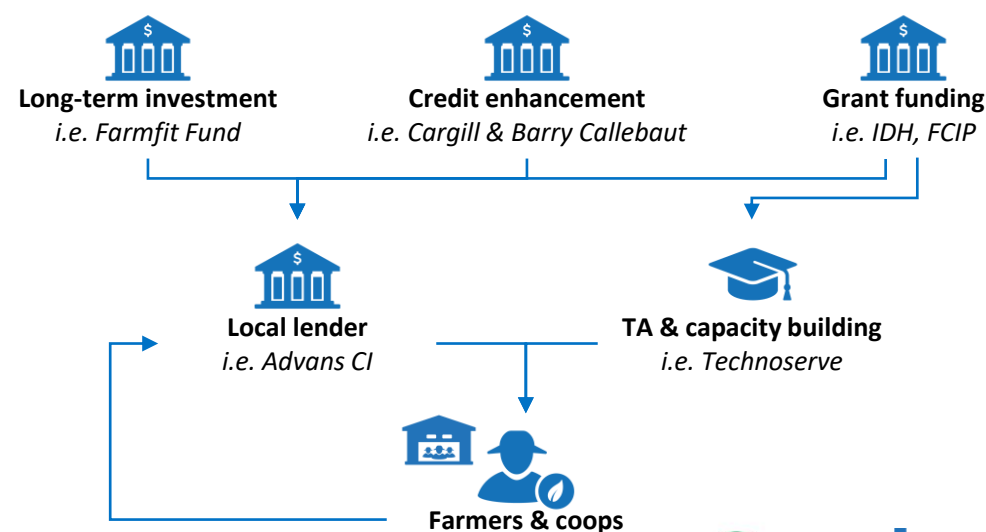 $
$
$
Long-term investment
i.e. Farmfit Fund
Credit enhancement
i.e. Cargill & Barry Callebaut
Grant funding
i.e. IDH, FCIP
$
Local lender
i.e. Advans CI
TA & capacity building
i.e. Technoserve
Farmers & coops